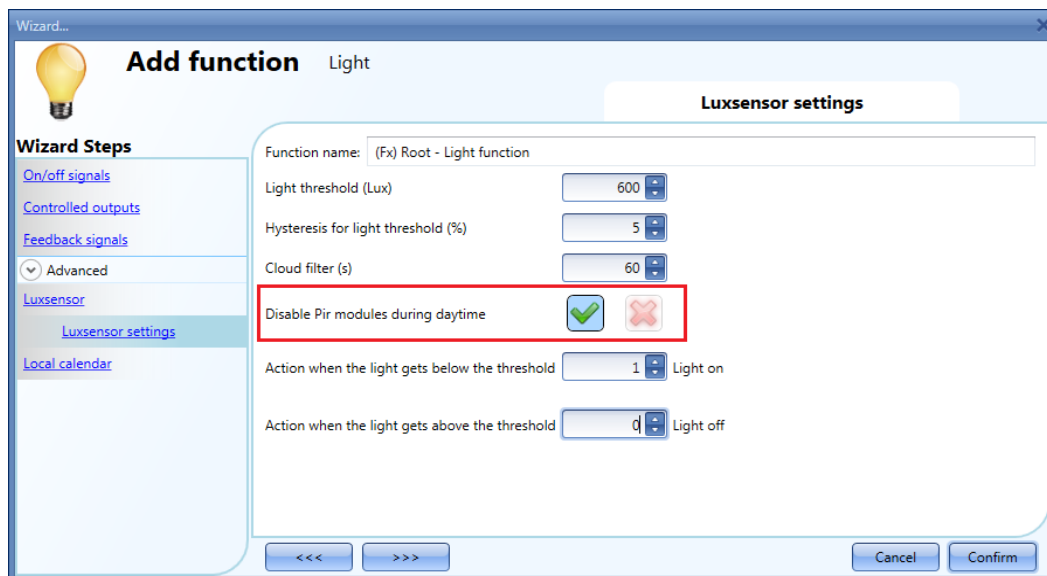 Wizard...
Add function Light
Luxsensor settings
Wizard Steps
On/off signals
Controlled outputs
Feedback signals
Advanced
Luxsensor
Luxsensor settings
Local calendar
Function name: (Fx) Root - Light function
Light threshold (Lux) 600
Hysteresis for light threshold (%) 5
Cloud filter (s) 60
Disable Pir modules during daytime
Action when the light gets below the threshold 1 Light on
Action when the light gets above the threshold 0 Light off
<<< >>> Cancel Confirm